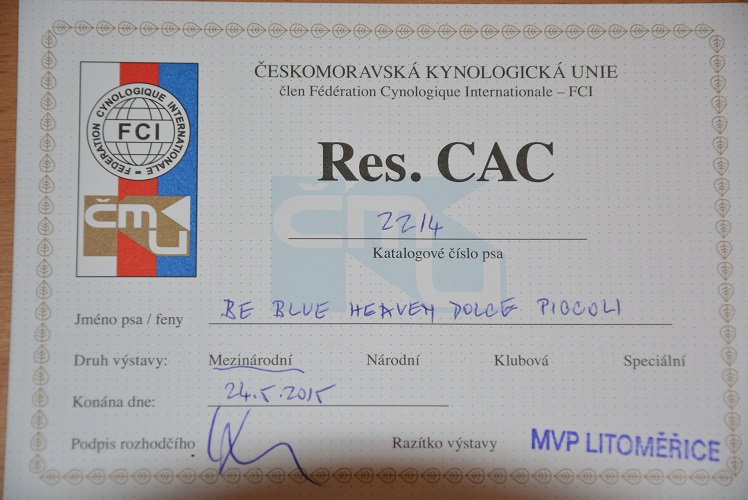 ČESKOMORAVSKÁ KYNOLOGICKÁ UNIE
člen Fédération Cynologique Internationale – FCI
FEDERATION CYNOLOGIQUE INTERNATIONALE
FCI
Res. CAC
ČMKU
2214
Katalogové číslo psa
Jméno psa / feny BE BLUE HEAVEN DOLCE PICCOLI
Druh výstavy: Mezinárodní Národní Klubová Speciální
Konána dne: 24.5.2015
Podpis rozhodčího Razítko výstavy MVP LITOMĚŘICE